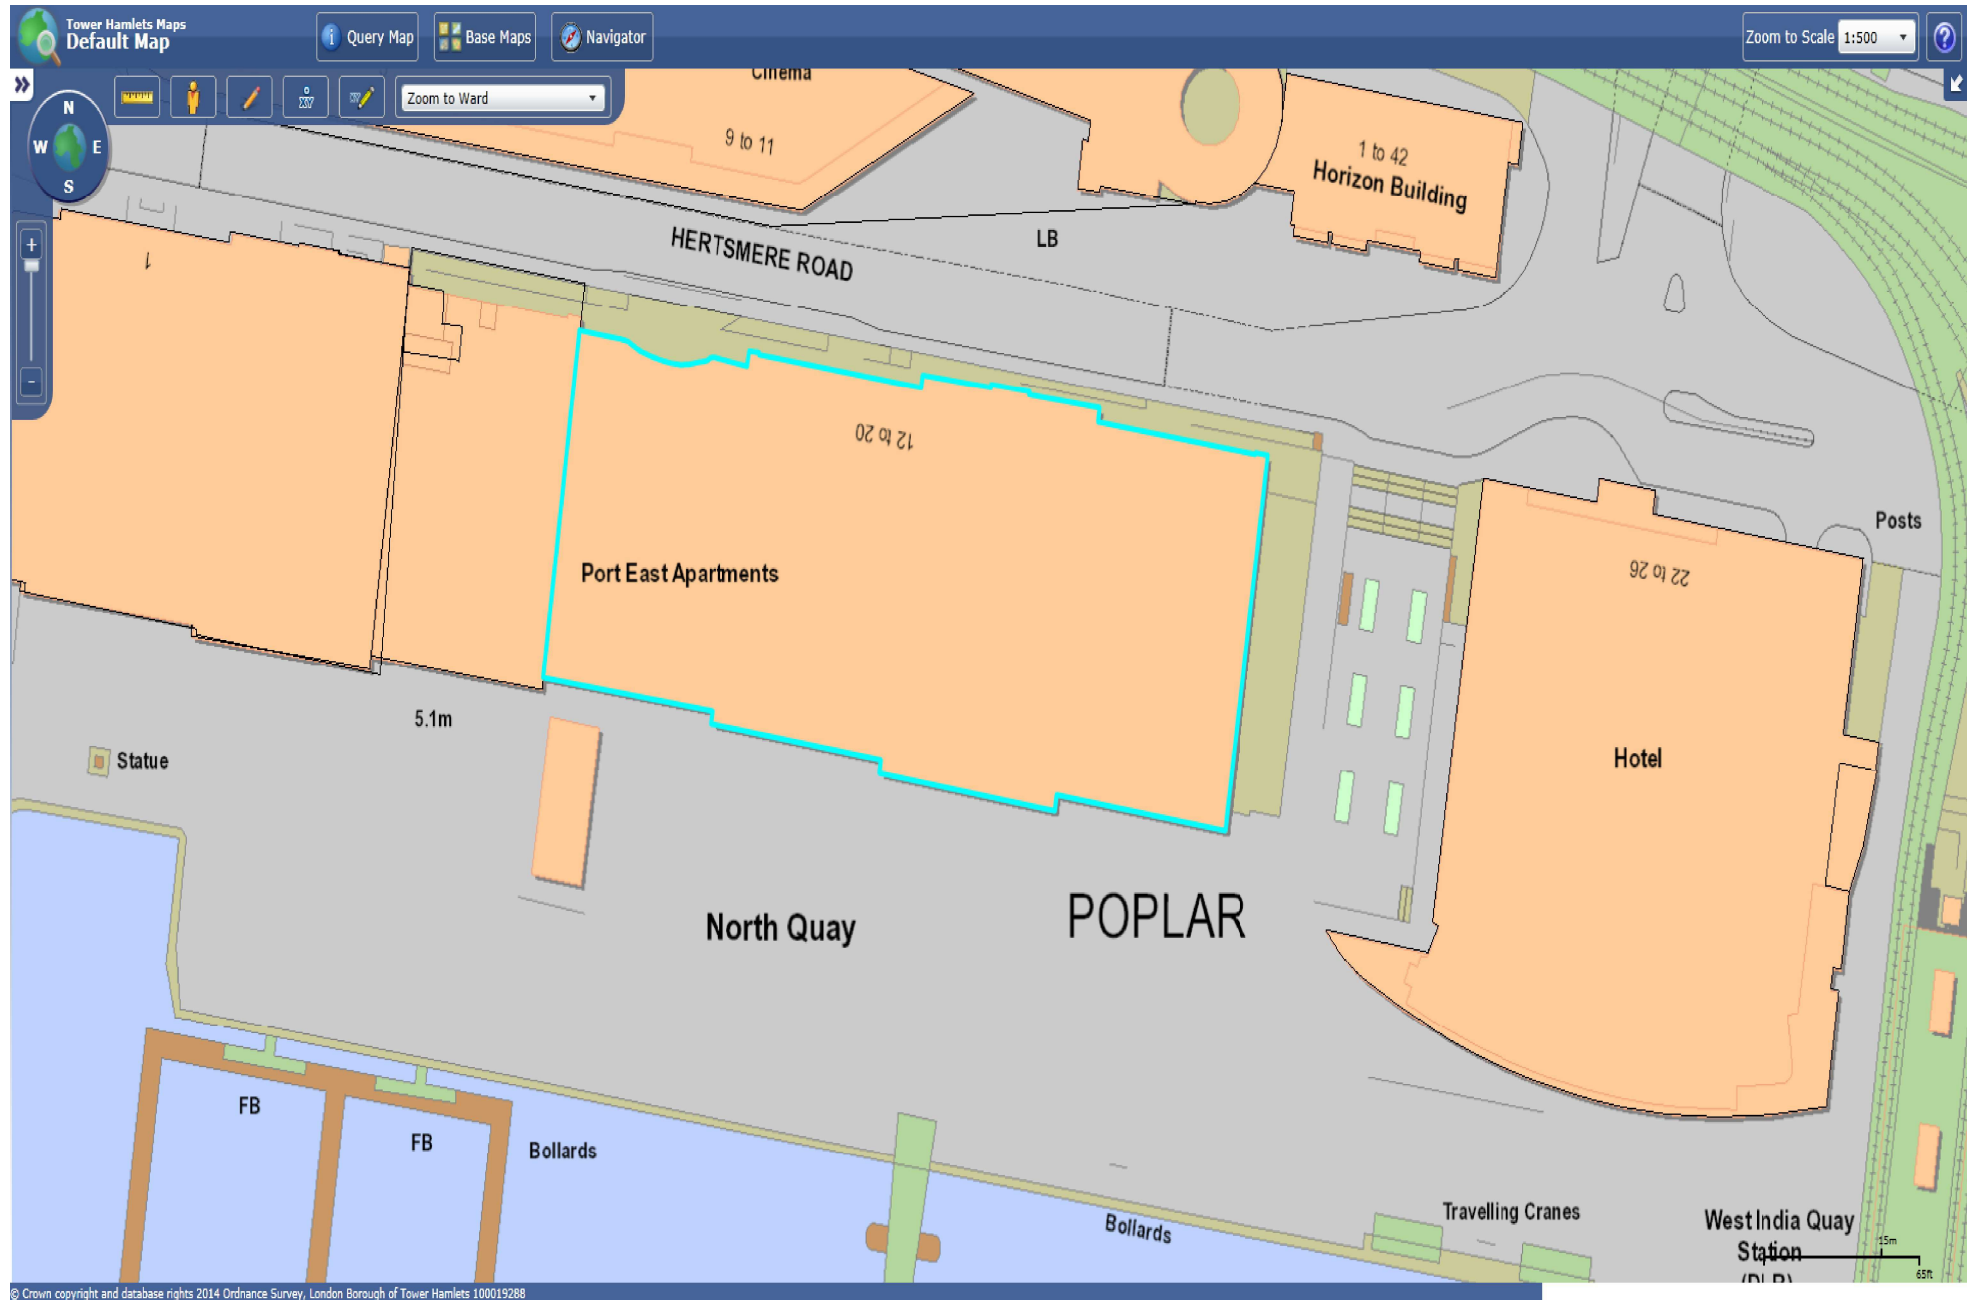 Tower Hamlets Maps
Default Map
Query Map
Base Maps
Navigator
Zoom to Scale 1:500
?
XY
Zoom to Ward
N
W E
S
+
-
Cinema
9 to 11
1 to 42
Horizon Building
HERTSMERE ROAD
LB
1
12 to 20
Port East Apartments
22 to 26
Posts
5.1m
Statue
Hotel
North Quay
POPLAR
FB
FB
Bollards
Bollards
Travelling Cranes
West India Quay
Station
(DLR)
15m
65ft
© Crown copyright and database rights 2014 Ordnance Survey, London Borough of Tower Hamlets 100019288